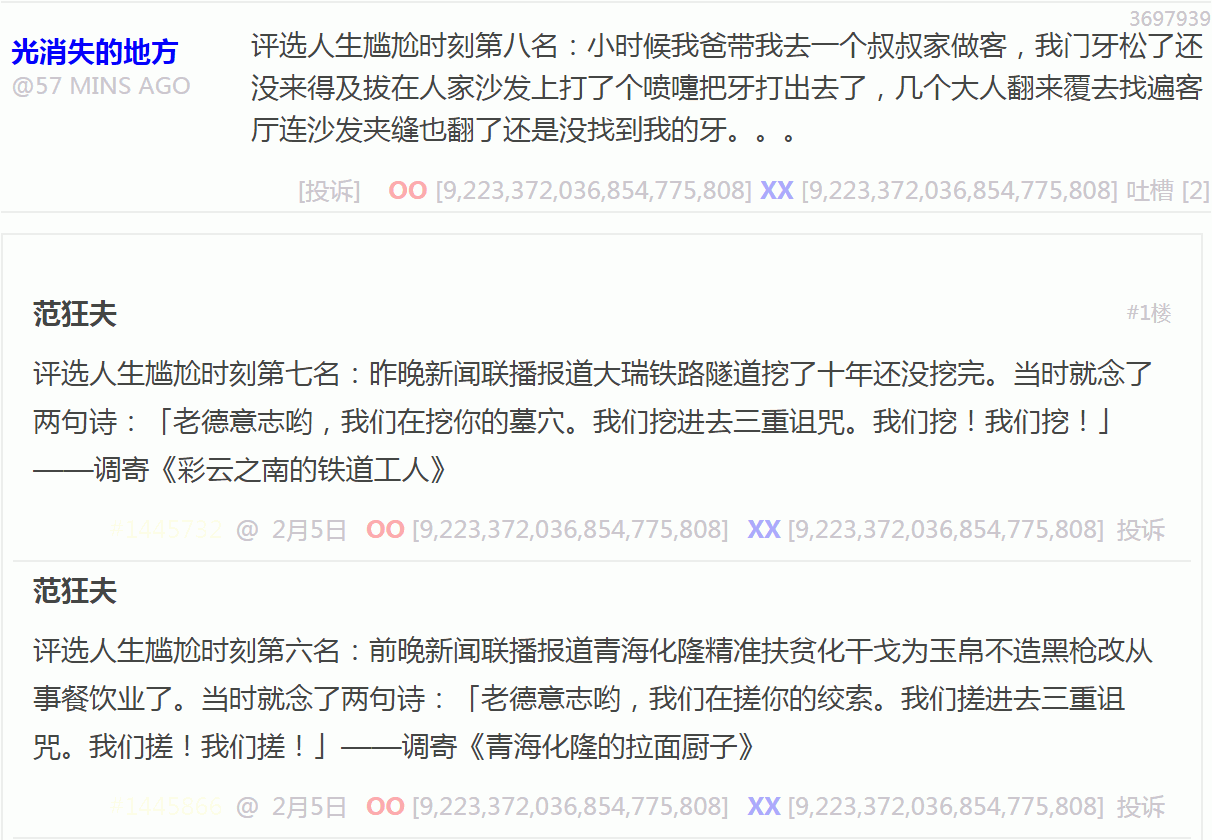 3697939
光消失的地方
@57 MINS AGO
评选人生尴尬时刻第八名：小时候我爸带我去一个叔叔家做客，我门牙松了还
没来得及拔在人家沙发上打了个喷嚏把牙打出去了，几个大人翻来覆去找遍客
厅连沙发夹缝也翻了还是没找到我的牙。。。
[投诉] OO [9,223,372,036,854,775,808] XX [9,223,372,036,854,775,808] 吐槽 [2]
范狂夫 #1楼
评选人生尴尬时刻第七名：昨晚新闻联播报道大瑞铁路隧道挖了十年还没挖完。当时就念了
两句诗：「老德意志哟，我们在挖你的墓穴。我们挖进去三重诅咒。我们挖！我们挖！」
——调寄《彩云之南的铁道工人》
#1445732 @ 2月5日 OO [9,223,372,036,854,775,808] XX [9,223,372,036,854,775,808] 投诉
范狂夫
评选人生尴尬时刻第六名：前晚新闻联播报道青海化隆精准扶贫化干戈为玉帛不造黑枪改从
事餐饮业了。当时就念了两句诗：「老德意志哟，我们在搓你的绞索。我们搓进去三重诅
咒。我们搓！我们搓！」——调寄《青海化隆的拉面厨子》
@ 2月5日 OO [9,223,372,036,854,775,808] XX [9,223,372,036,854,775,808] 投诉